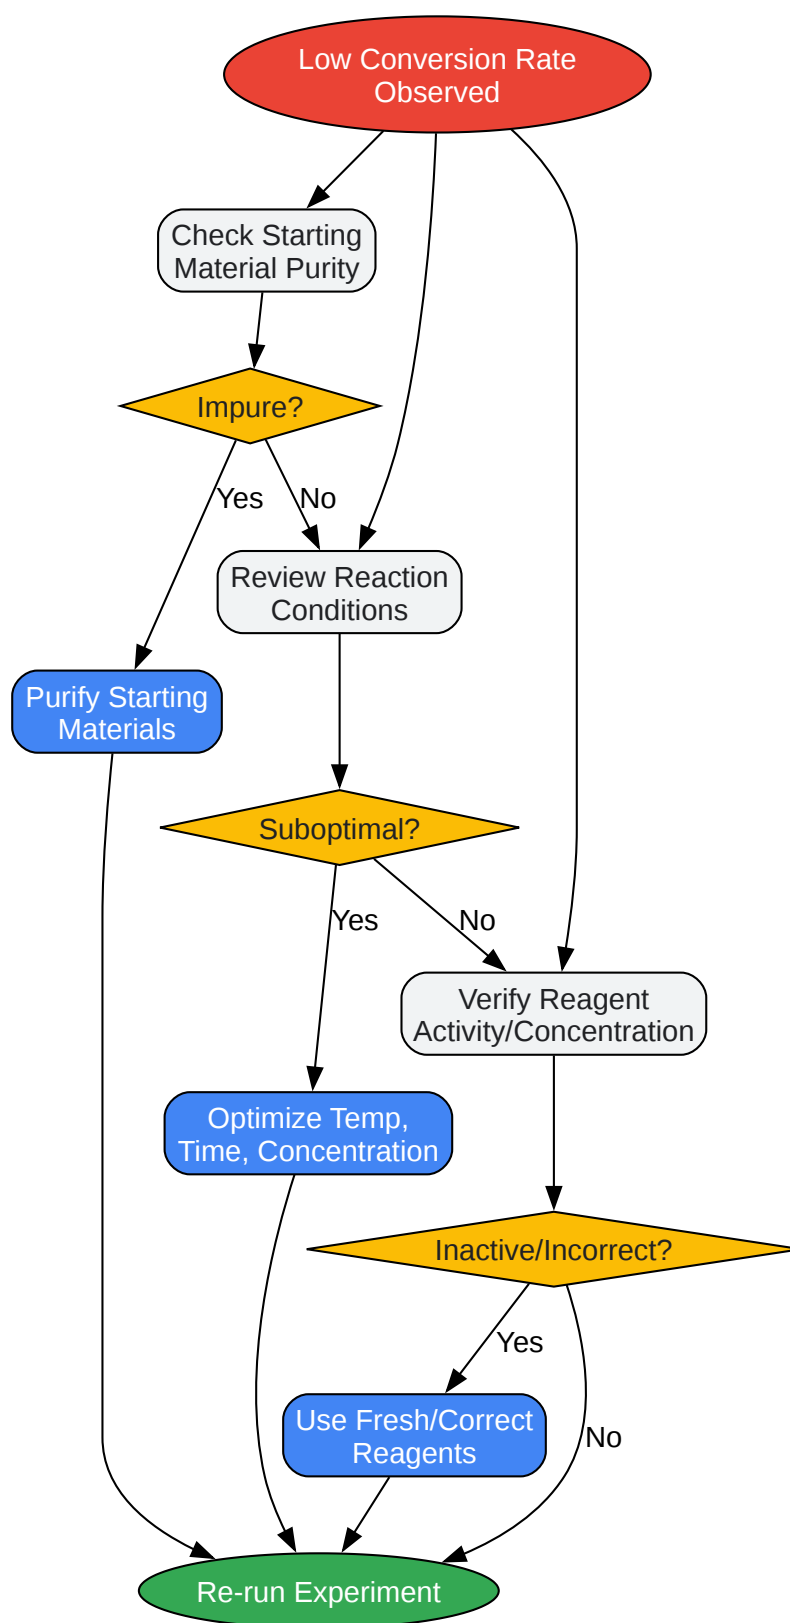 Low Conversion Rate
Observed
Check Starting
Material Purity
Impure?
Yes
No
Review Reaction
Conditions
Purify Starting
Materials
Suboptimal?
Yes
No
Verify Reagent
Activity/Concentration
Optimize Temp,
Time, Concentration
Inactive/Incorrect?
Yes
Use Fresh/Correct
Reagents
No
Re-run Experiment